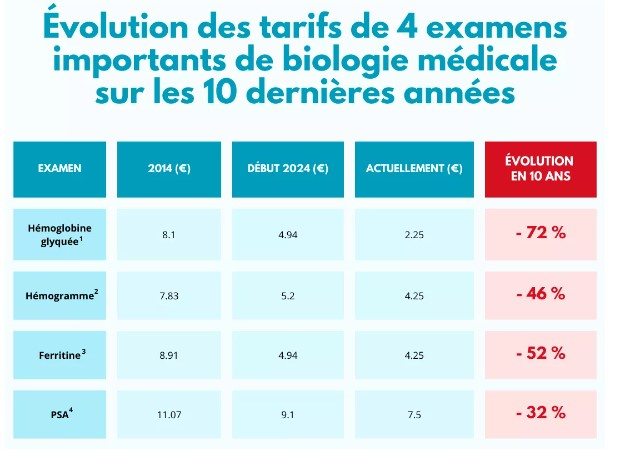 Évolution des tarifs de 4 examens
importants de biologie médicale
sur les 10 dernières années
EXAMEN 2014 (€) DÉBUT 2024 (€) ACTUELLEMENT (€) ÉVOLUTION
EN 10 ANS
Hémoglobine
glyquée¹ 8.1 4.94 2.25 - 72 %
Hémogramme² 7.83 5.2 4.25 - 46 %
Ferritine³ 8.91 4.94 4.25 - 52 %
PSA⁴ 11.07 9.1 7.5 - 32 %